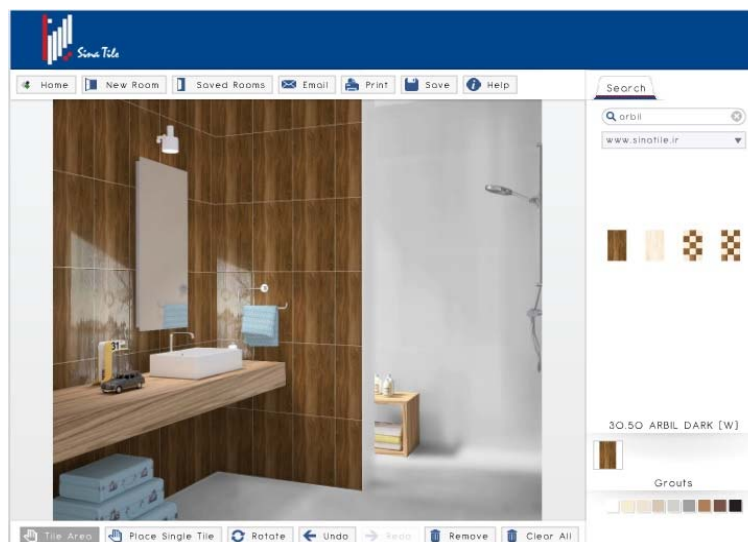 Sina Tile
Home New Room Saved Rooms Email Print Save Help
Search
arbil
www.sinatile.ir
31
30.50 ARBIL DARK [W]
Grouts
Tile Area Place Single Tile Rotate Undo Redo Remove Clear All